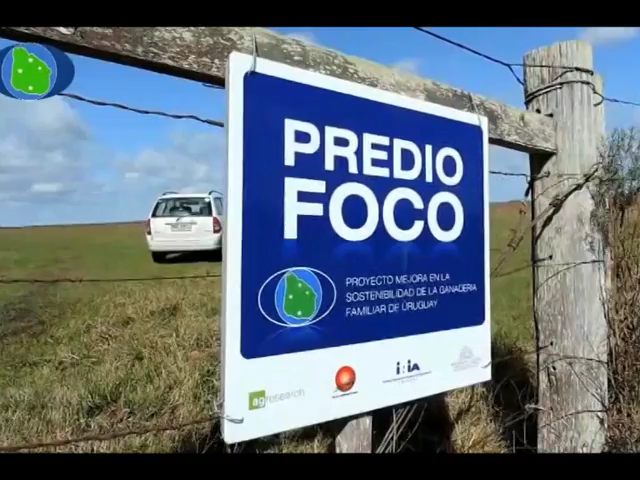 PREDIO
FOCO
PROYECTO MEJORA EN LA
SOSTENIBILIDAD DE LA GANADERÍA
FAMILIAR DE URUGUAY
agresearch
inia